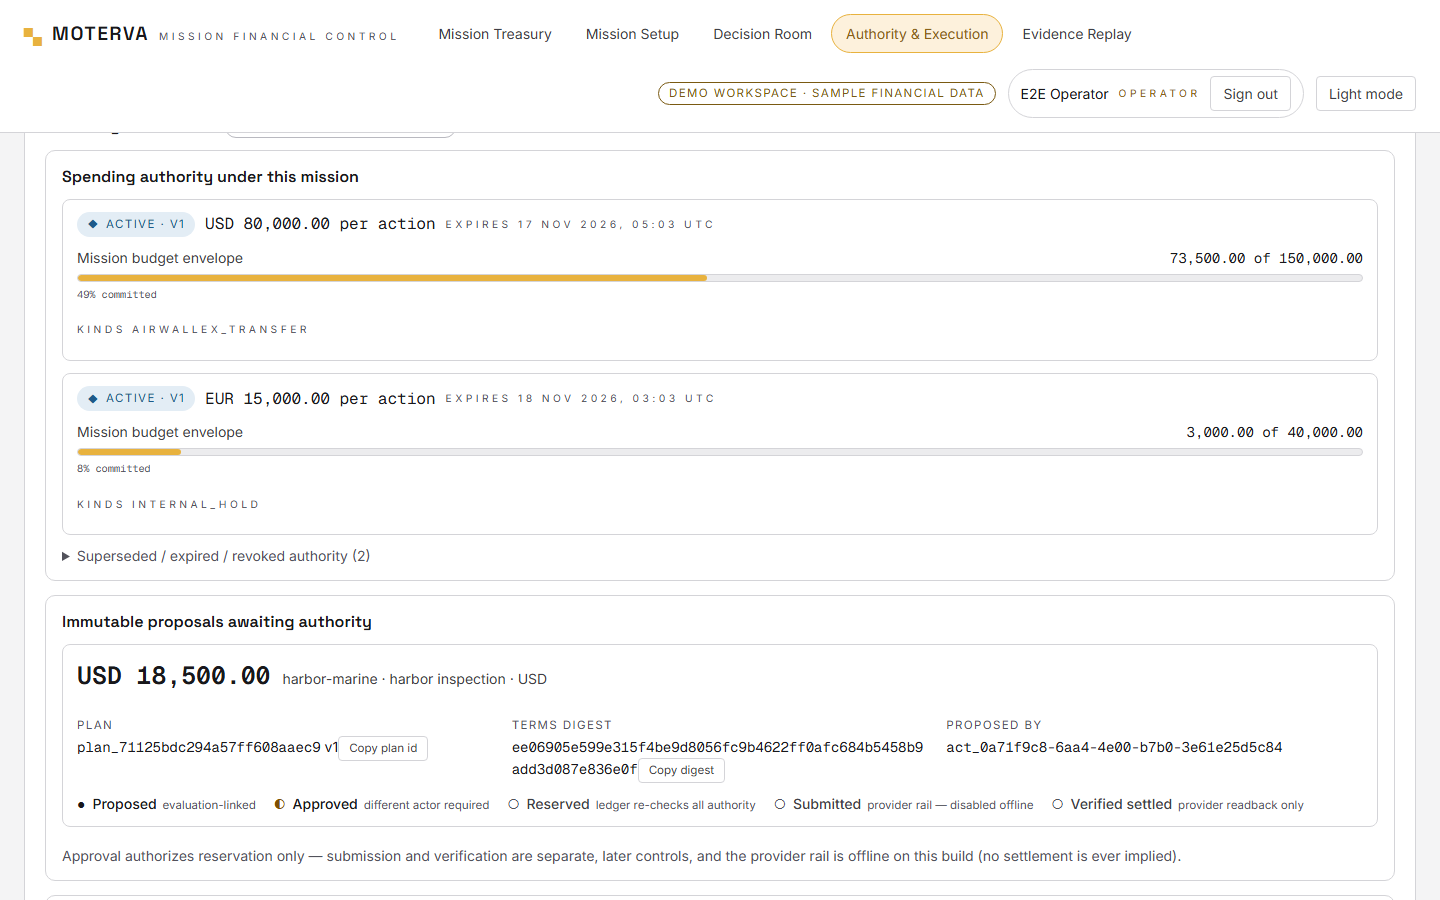 MOTERVA MISSION FINANCIAL CONTROL
Mission Treasury
Mission Setup
Decision Room
Authority & Execution
Evidence Replay
DEMO WORKSPACE · SAMPLE FINANCIAL DATA
E2E Operator OPERATOR
Sign out
Light mode
Spending authority under this mission
◆ ACTIVE · V1 USD 80,000.00 per action EXPIRES 17 NOV 2026, 05:03 UTC
Mission budget envelope 73,500.00 of 150,000.00
49% committed
KINDS AIRWALLEX_TRANSFER
◆ ACTIVE · V1 EUR 15,000.00 per action EXPIRES 18 NOV 2026, 03:03 UTC
Mission budget envelope 3,000.00 of 40,000.00
8% committed
KINDS INTERNAL_HOLD
▶ Superseded / expired / revoked authority (2)
Immutable proposals awaiting authority
USD 18,500.00 harbor-marine · harbor inspection · USD
PLAN
plan_71125bdc294a57ff608aaec9 v1 Copy plan id
TERMS DIGEST
ee06905e599e315f4be9d8056fc9b4622ff0afc684b5458b9
add3d087e836e0f Copy digest
PROPOSED BY
act_0a71f9c8-6aa4-4e00-b7b0-3e61e25d5c84
● Proposed evaluation-linked ◐ Approved different actor required ○ Reserved ledger re-checks all authority ○ Submitted provider rail — disabled offline ○ Verified settled provider readback only
Approval authorizes reservation only — submission and verification are separate, later controls, and the provider rail is offline on this build (no settlement is ever implied).